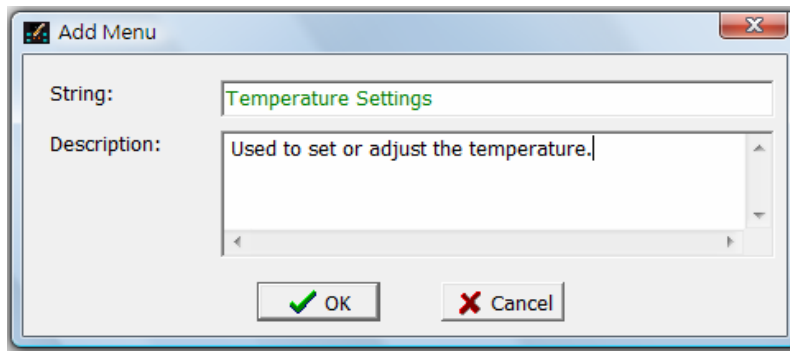 Add Menu
String:
Temperature Settings
Description:
Used to set or adjust the temperature.
OK
Cancel